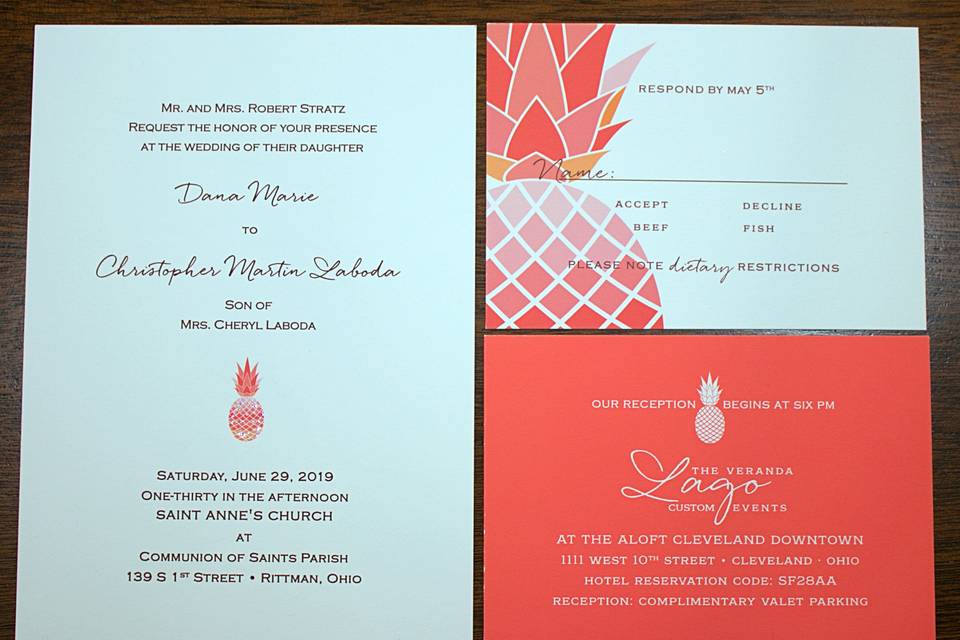 Mr. and Mrs. Robert Stratz
Request the honor of your presence
at the wedding of their daughter
Dana Marie
to
Christopher Martin Laboda
Son of
Mrs. Cheryl Laboda
Saturday, June 29, 2019
One-thirty in the afternoon
SAINT ANNE'S CHURCH
at
Communion of Saints Parish
139 S 1st Street • Rittman, Ohio
RESPOND BY MAY 5TH
Name:
ACCEPT DECLINE
BEEF FISH
PLEASE NOTE dietary RESTRICTIONS
OUR RECEPTION BEGINS AT SIX PM
THE VERANDA
Lago
CUSTOM EVENTS
AT THE ALOFT CLEVELAND DOWNTOWN
1111 WEST 10TH STREET • CLEVELAND · OHIO
HOTEL RESERVATION CODE: SF28AA
RECEPTION: COMPLIMENTARY VALET PARKING